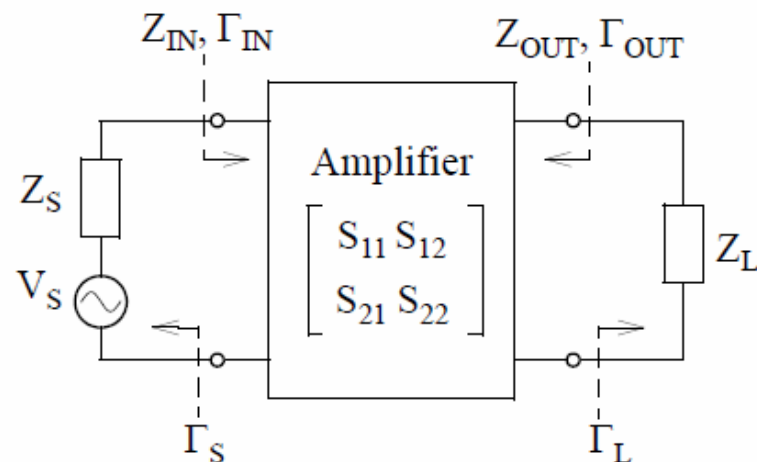 Z_IN, Γ_IN
Z_OUT, Γ_OUT
Amplifier
Z_S
S_11 S_12
Z_L
V_S
S_21 S_22
Γ_S
Γ_L